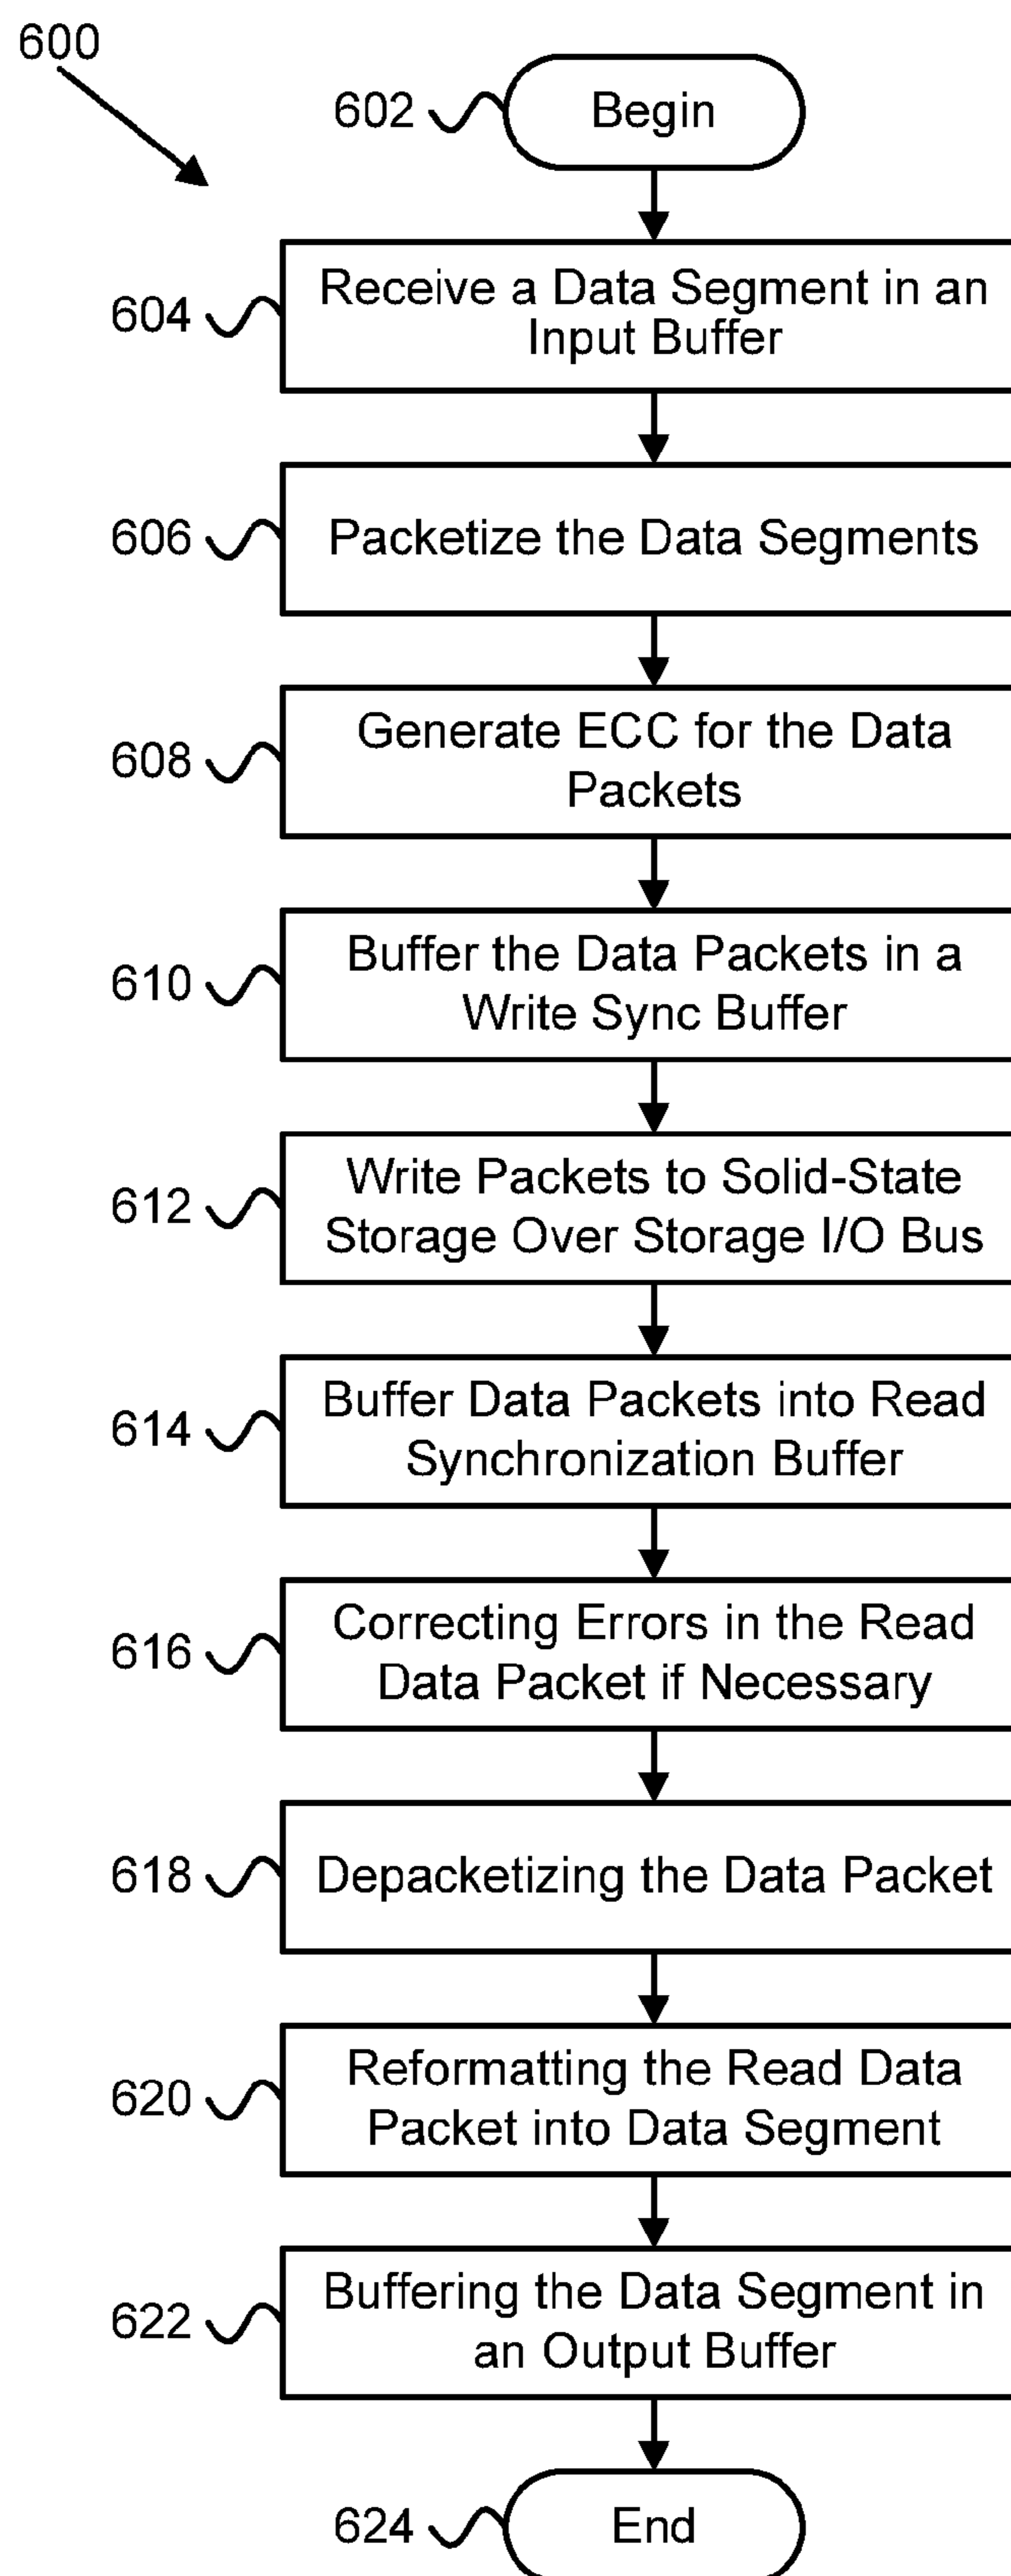 600
602
Begin
604
Receive a Data Segment in an
Input Buffer
606
Packetize the Data Segments
608
Generate ECC for the Data
Packets
610
Buffer the Data Packets in a
Write Sync Buffer
612
Write Packets to Solid-State
Storage Over Storage I/O Bus
614
Buffer Data Packets into Read
Synchronization Buffer
616
Correcting Errors in the Read
Data Packet if Necessary
618
Depacketizing the Data Packet
620
Reformatting the Read Data
Packet into Data Segment
622
Buffering the Data Segment in
an Output Buffer
624
End